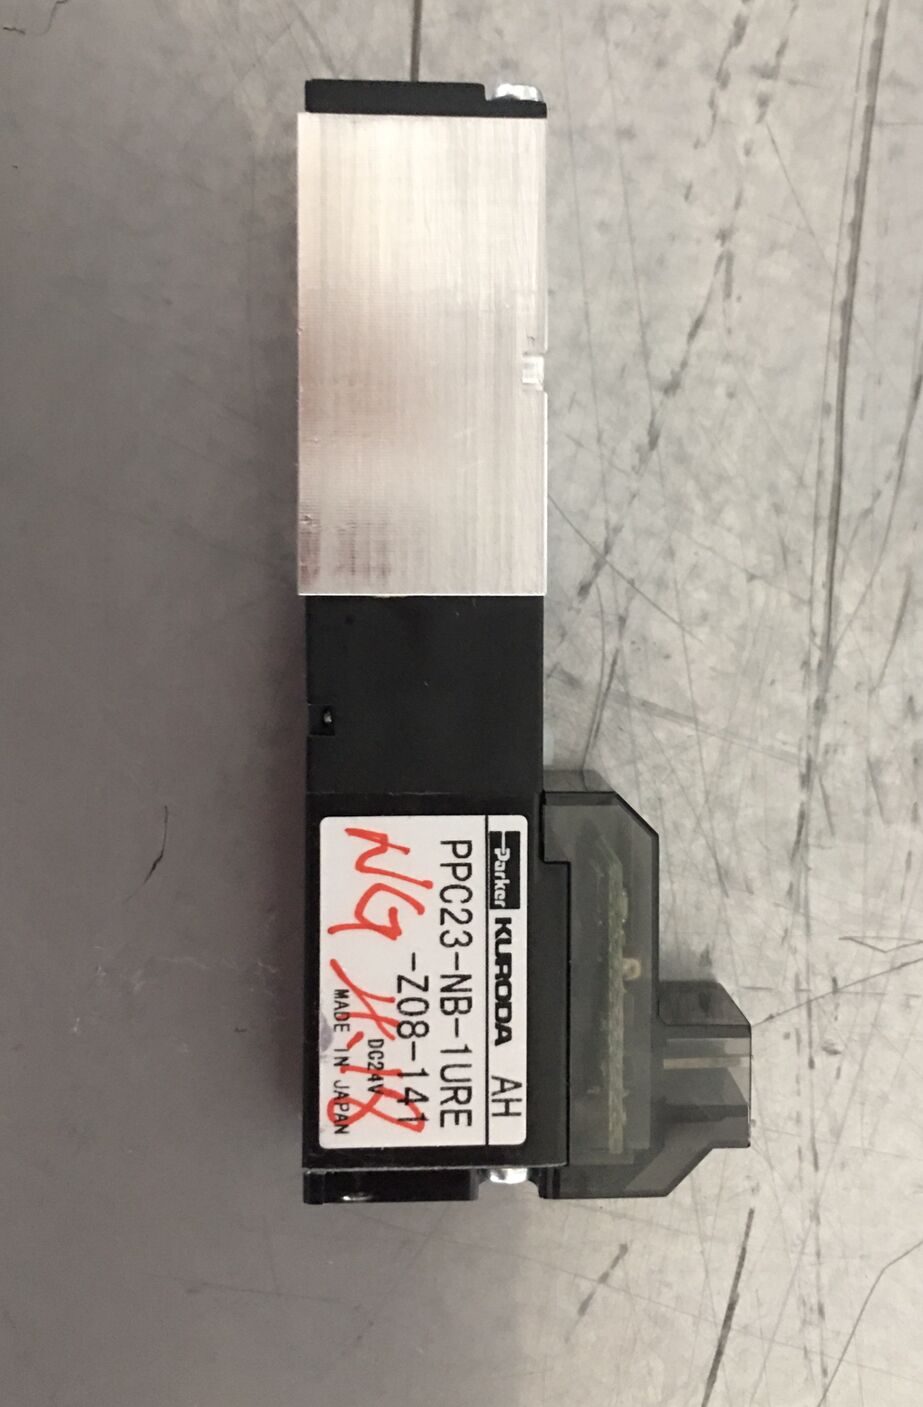 Parker KURODA AH
PPC23-NB-1URE
-Z08-141
DC24V
MADE IN JAPAN
NG